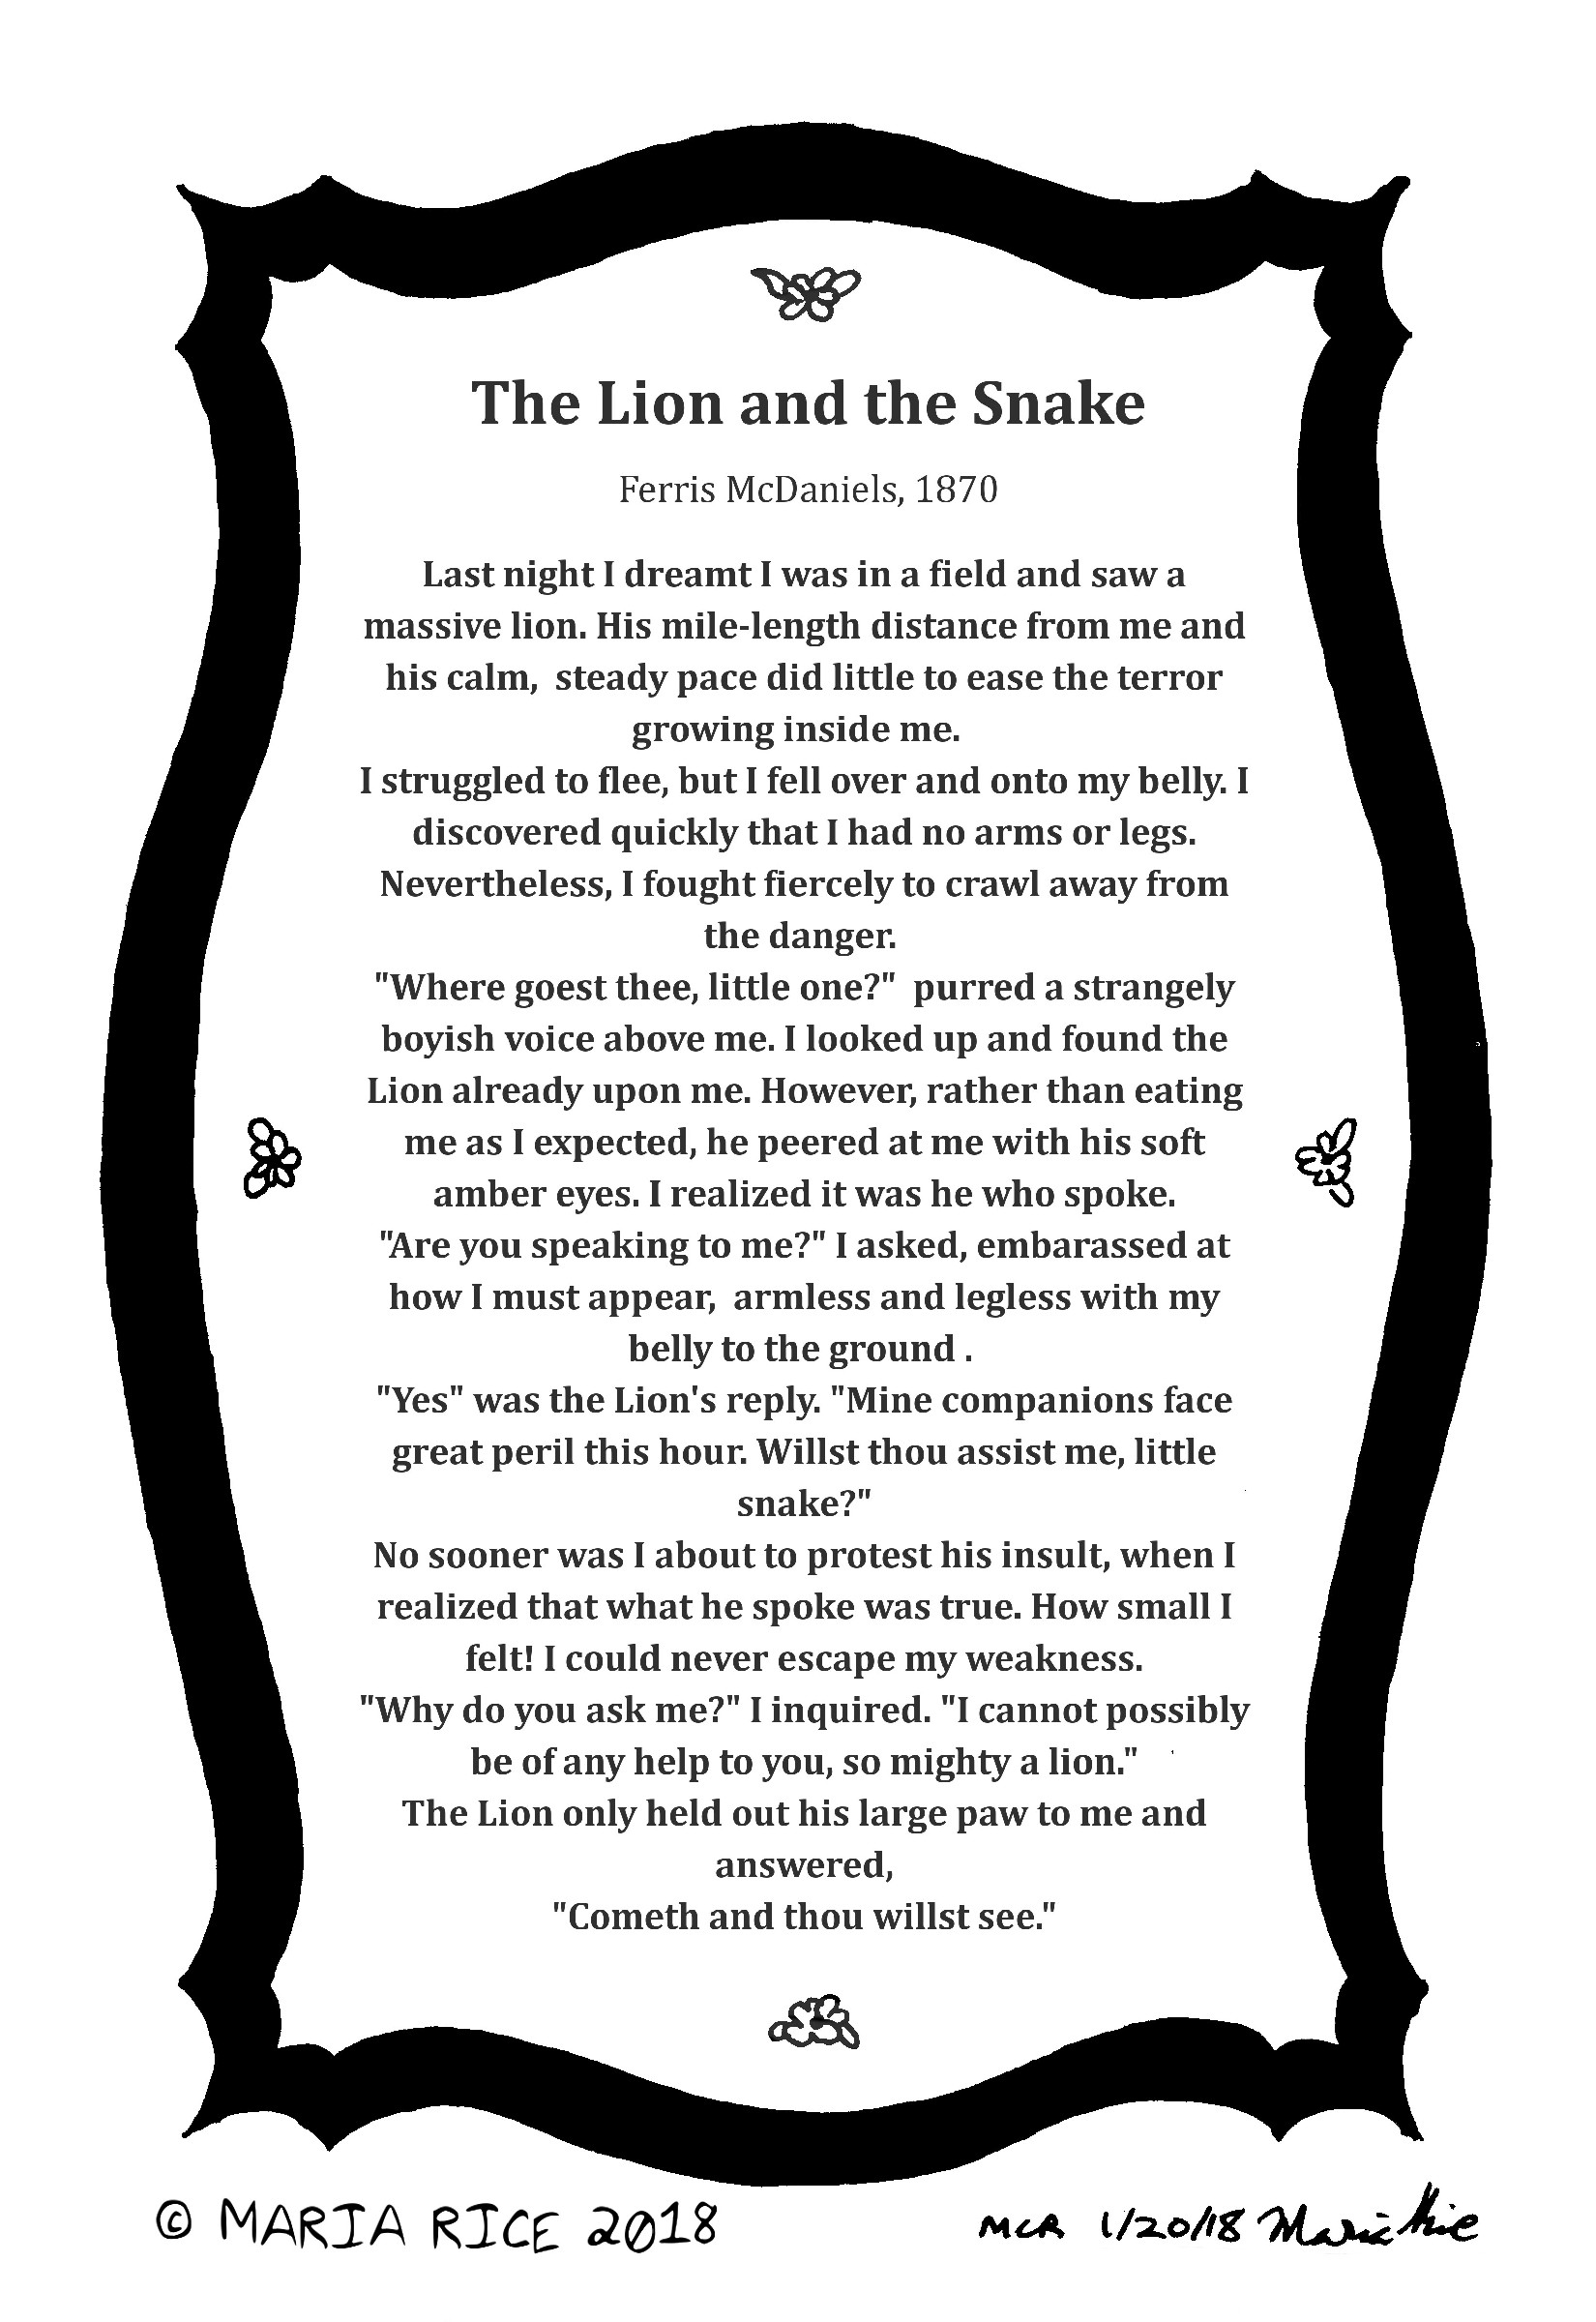 The Lion and the Snake
Ferris McDaniels, 1870
Last night I dreamt I was in a field and saw a
massive lion. His mile-length distance from me and
his calm,  steady pace did little to ease the terror
growing inside me.
I struggled to flee, but I fell over and onto my belly. I
discovered quickly that I had no arms or legs.
Nevertheless, I fought fiercely to crawl away from
the danger.
"Where goest thee, little one?"  purred a strangely
boyish voice above me. I looked up and found the
Lion already upon me. However, rather than eating
me as I expected, he peered at me with his soft
amber eyes. I realized it was he who spoke.
"Are you speaking to me?" I asked, embarassed at
how I must appear,  armless and legless with my
belly to the ground .
"Yes" was the Lion's reply. "Mine companions face
great peril this hour. Willst thou assist me, little
snake?"
No sooner was I about to protest his insult, when I
realized that what he spoke was true. How small I
felt! I could never escape my weakness.
"Why do you ask me?" I inquired. "I cannot possibly
be of any help to you, so mighty a lion."
The Lion only held out his large paw to me and
answered,
"Cometh and thou willst see."
© MARIA RICE 2018
MCR 1/20/18 Maria Rice